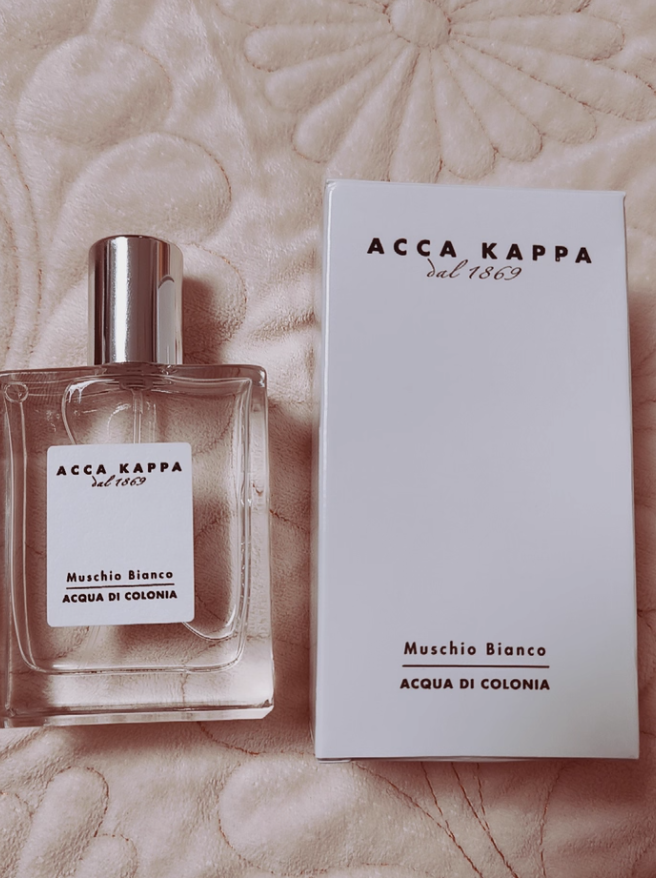 ACCA KAPPA
dal 1869
Muschio Bianco
ACQUA DI COLONIA
ACCA KAPPA
dal 1869
Muschio Bianco
ACQUA DI COLONIA